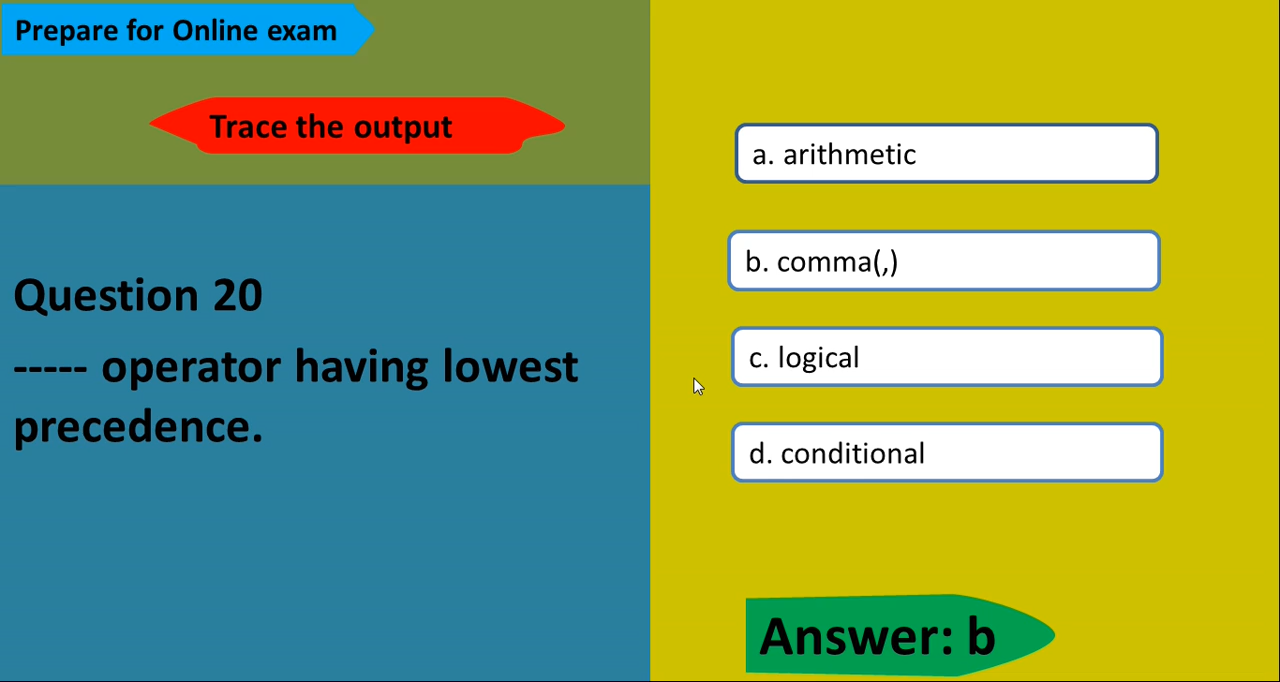 Prepare for Online exam
Trace the output
Question 20
----- operator having lowest
precedence.
a. arithmetic
b. comma(,)
c. logical
d. conditional
Answer: b